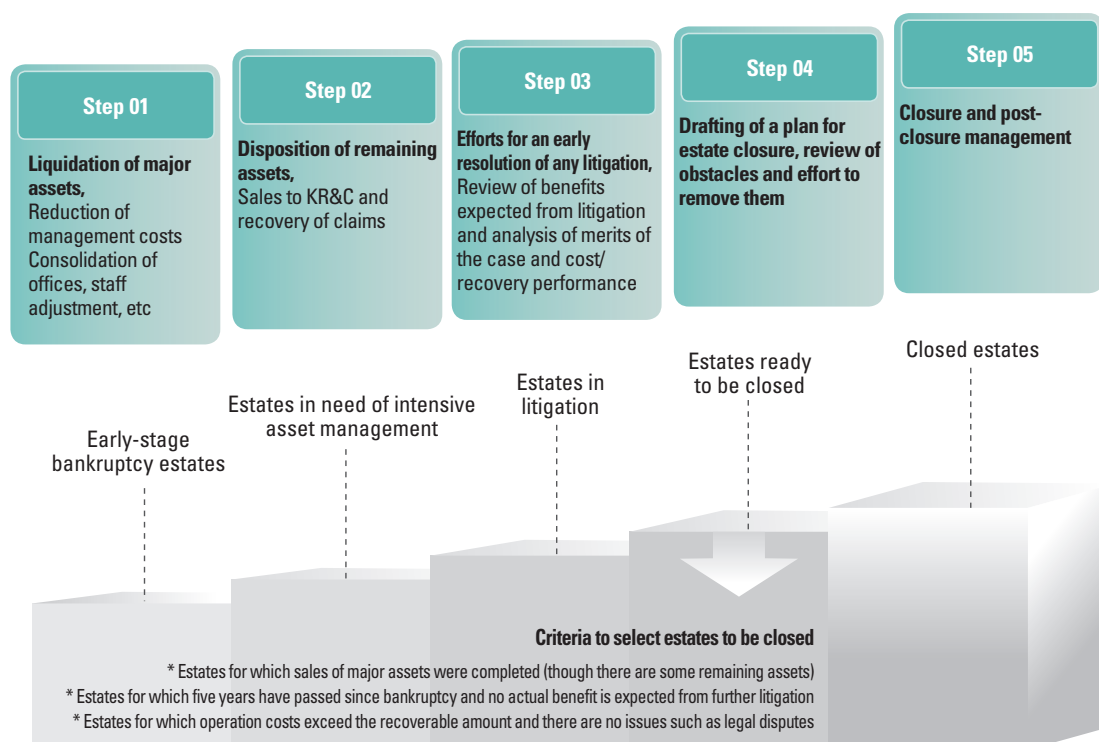 Step 01
Liquidation of major
assets,
Reduction of
management costs
Consolidation of
offices, staff
adjustment, etc
Step 02
Disposition of remaining
assets,
Sales to KR&C and
recovery of claims
Step 03
Efforts for an early
resolution of any litigation,
Review of benefits
expected from litigation
and analysis of merits of
the case and cost/
recovery performance
Step 04
Drafting of a plan for
estate closure, review of
obstacles and effort to
remove them
Step 05
Closure and post-
closure management
Early-stage
bankruptcy estates
Estates in need of intensive
asset management
Estates in
litigation
Estates ready
to be closed
Closed estates
Criteria to select estates to be closed
* Estates for which sales of major assets were completed (though there are some remaining assets)
* Estates for which five years have passed since bankruptcy and no actual benefit is expected from further litigation
* Estates for which operation costs exceed the recoverable amount and there are no issues such as legal disputes